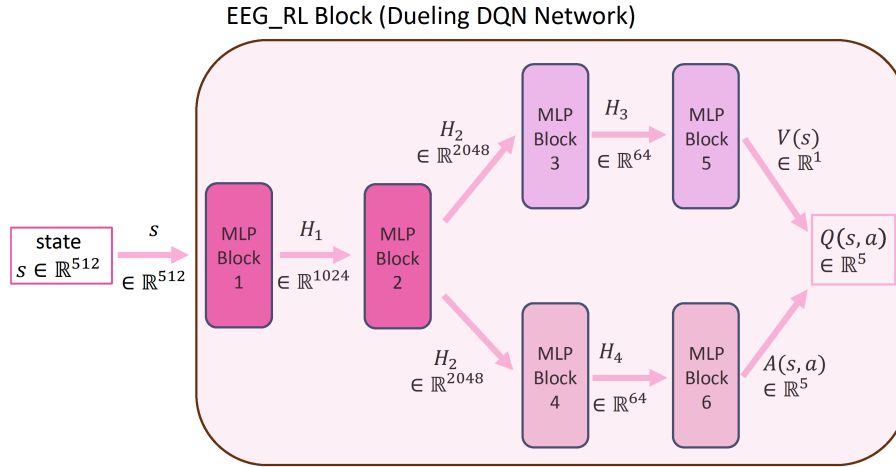 EEG_RL Block (Dueling DQN Network)
state
s ∈ ℝ^512
s
∈ ℝ^512
MLP
Block
1
H_1
∈ ℝ^1024
MLP
Block
2
H_2
∈ ℝ^2048
MLP
Block
3
H_3
∈ ℝ^64
MLP
Block
5
V(s)
∈ ℝ^1
H_2
∈ ℝ^2048
MLP
Block
4
H_4
∈ ℝ^64
MLP
Block
6
A(s, a)
∈ ℝ^5
Q(s, a)
∈ ℝ^5